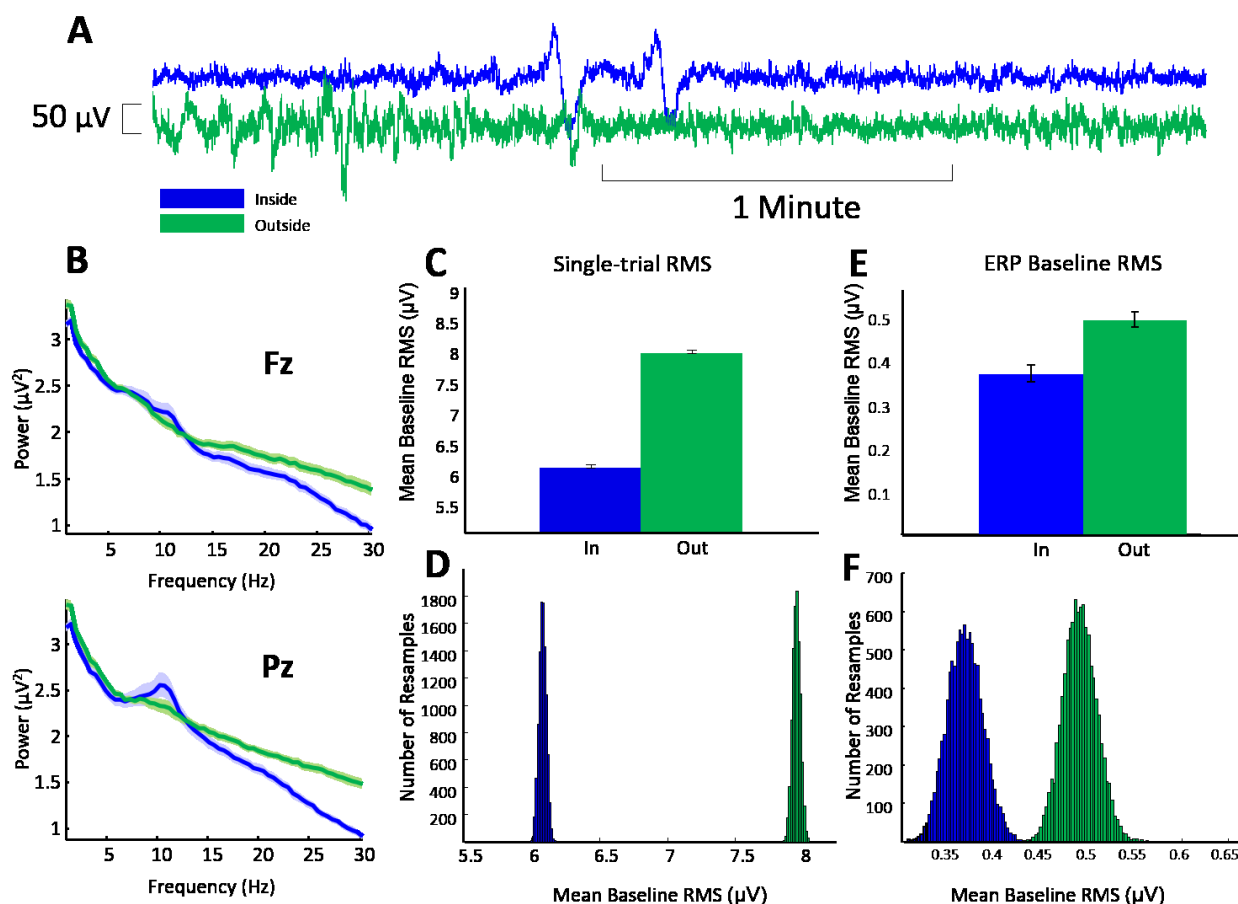 A
50 µV
1 Minute
Inside
Outside
B
Fz
Power (µV²)
3
2.5
2
1.5
1
5 10 15 20 25 30
Frequency (Hz)
Pz
Power (µV²)
3
2.5
2
1.5
1
5 10 15 20 25 30
Frequency (Hz)
C
Single-trial RMS
Mean Baseline RMS (µV)
9
8.5
8
7.5
7
6.5
6
5.5
In Out
D
Number of Resamples
1800
1600
1400
1200
1000
800
600
400
200
5.5 6 6.5 7 7.5 8
Mean Baseline RMS (µV)
E
ERP Baseline RMS
Mean Baseline RMS (µV)
0.5
0.4
0.3
0.2
0.1
In Out
F
Number of Resamples
700
600
500
400
300
200
100
0.35 0.4 0.45 0.5 0.55 0.6 0.65
Mean Baseline RMS (µV)